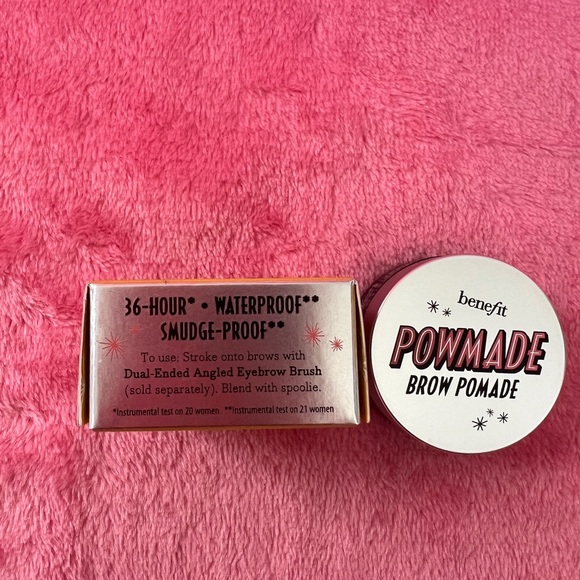 36-HOUR* • WATERPROOF**
SMUDGE-PROOF**
To use: Stroke onto brows with
Dual-Ended Angled Eyebrow Brush
(sold separately). Blend with spoolie.
*Instrumental test on 20 women **Instrumental test on 21 women
benefit
POWMADE
BROW POMADE